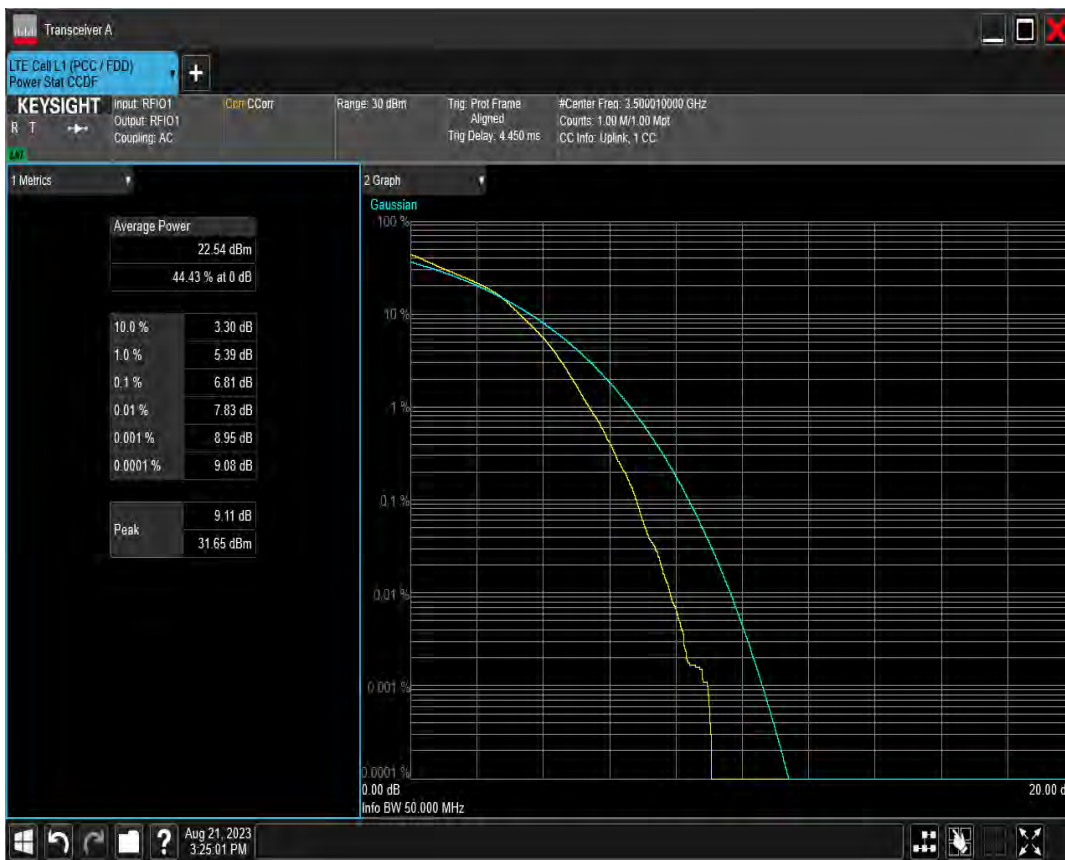 Transceiver A
LTE Cell L1 (PCC / FDD)
Power Stat CCDF
+
KEYSIGHT
R T
LNI
Input: RFIO1
Output: RFIO1
Coupling: AC
Corr CCorr
Range: 30 dBm
Trig: Prot Frame
Aligned
Trig Delay: 4.450 ms
#Center Freq: 3.500010000 GHz
Counts: 1.00 M/1.00 Mpt
CC Info: Uplink, 1 CC
1 Metrics
Average Power
22.54 dBm
44.43 % at 0 dB
10.0 % 3.30 dB
1.0 % 5.39 dB
0.1 % 6.81 dB
0.01 % 7.83 dB
0.001 % 8.95 dB
0.0001 % 9.08 dB
Peak
9.11 dB
31.65 dBm
2 Graph
Gaussian
100 %
10 %
1 %
0.1 %
0.01 %
0.001 %
0.0001 %
0.00 dB
20.00 d
Info BW 50.000 MHz
?
Aug 21, 2023
3:25:01 PM